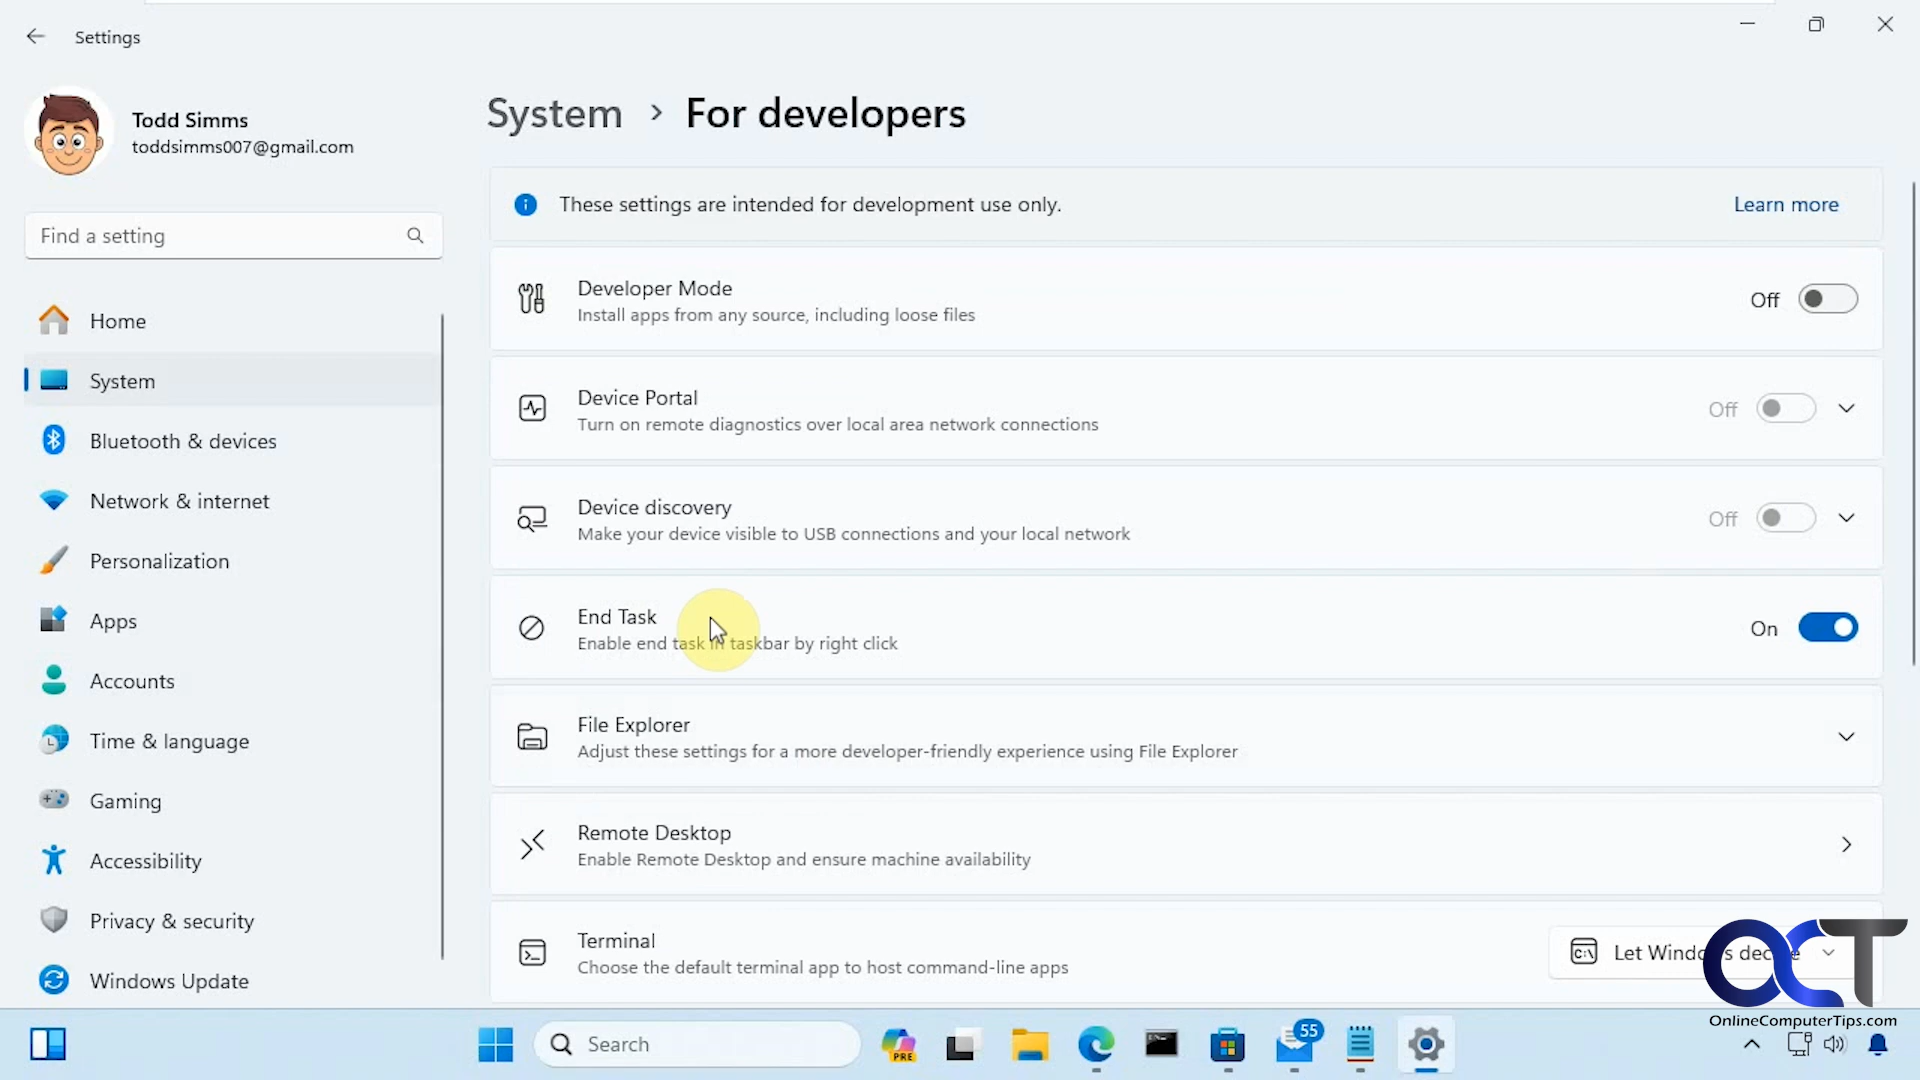 Settings
Todd Simms
toddsimms007@gmail.com
Find a setting
Home
System
Bluetooth & devices
Network & internet
Personalization
Apps
Accounts
Time & language
Gaming
Accessibility
Privacy & security
Windows Update
System > For developers
These settings are intended for development use only.
Learn more
Developer Mode
Install apps from any source, including loose files
Off
Device Portal
Turn on remote diagnostics over local area network connections
Off
Device discovery
Make your device visible to USB connections and your local network
Off
End Task
Enable end task in taskbar by right click
On
File Explorer
Adjust these settings for a more developer-friendly experience using File Explorer
Remote Desktop
Enable Remote Desktop and ensure machine availability
Terminal
Choose the default terminal app to host command-line apps
Let Windows decide
OCT
OnlineComputerTips.com
Search
PRE
55